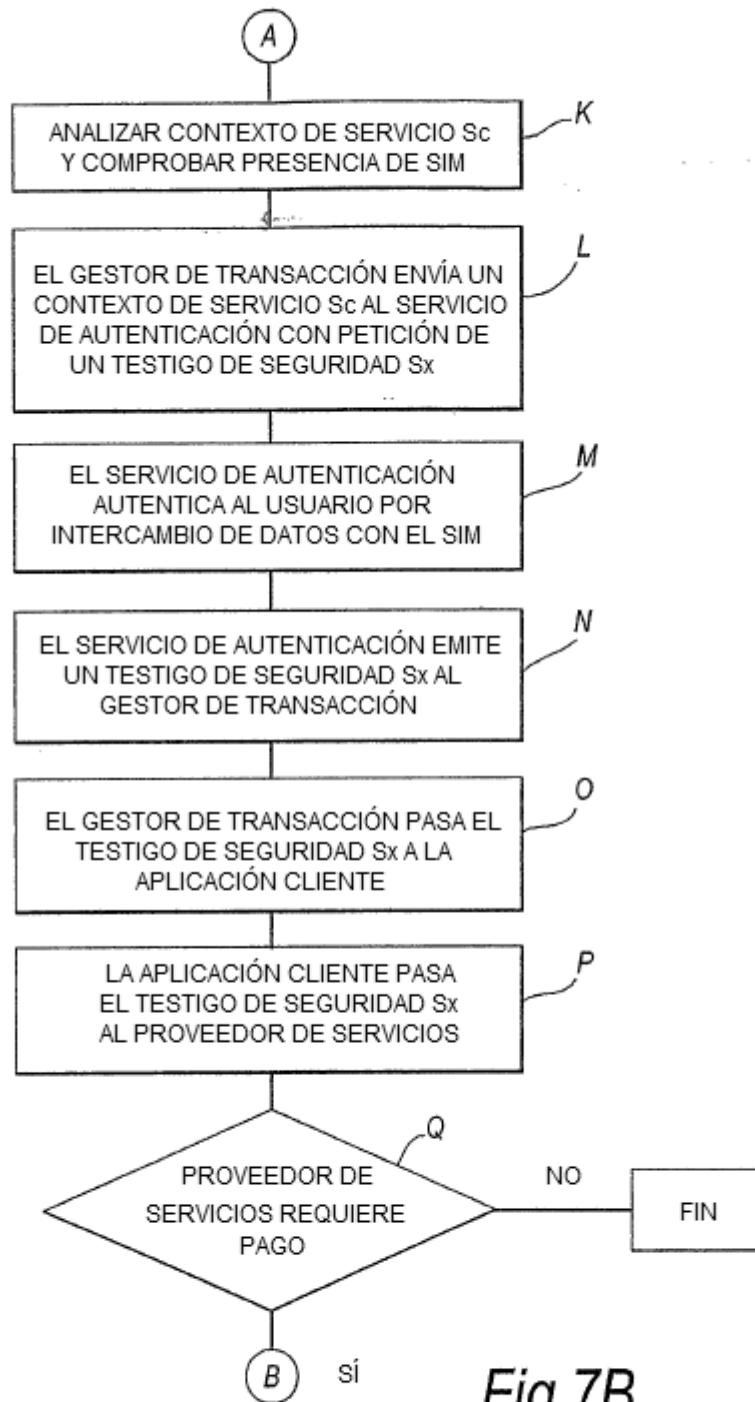 A
K
ANALIZAR CONTEXTO DE SERVICIO Sc
Y COMPROBAR PRESENCIA DE SIM
L
EL GESTOR DE TRANSACCIÓN ENVÍA UN
CONTEXTO DE SERVICIO Sc AL SERVICIO
DE AUTENTICACIÓN CON PETICIÓN DE
UN TESTIGO DE SEGURIDAD Sx
M
EL SERVICIO DE AUTENTICACIÓN
AUTENTICA AL USUARIO POR
INTERCAMBIO DE DATOS CON EL SIM
N
EL SERVICIO DE AUTENTICACIÓN EMITE
UN TESTIGO DE SEGURIDAD Sx AL
GESTOR DE TRANSACCIÓN
O
EL GESTOR DE TRANSACCIÓN PASA EL
TESTIGO DE SEGURIDAD Sx A LA
APLICACIÓN CLIENTE
P
LA APLICACIÓN CLIENTE PASA
EL TESTIGO DE SEGURIDAD Sx
AL PROVEEDOR DE SERVICIOS
Q
PROVEEDOR DE
SERVICIOS REQUIERE
PAGO
NO
FIN
B
SÍ
Fig 7B